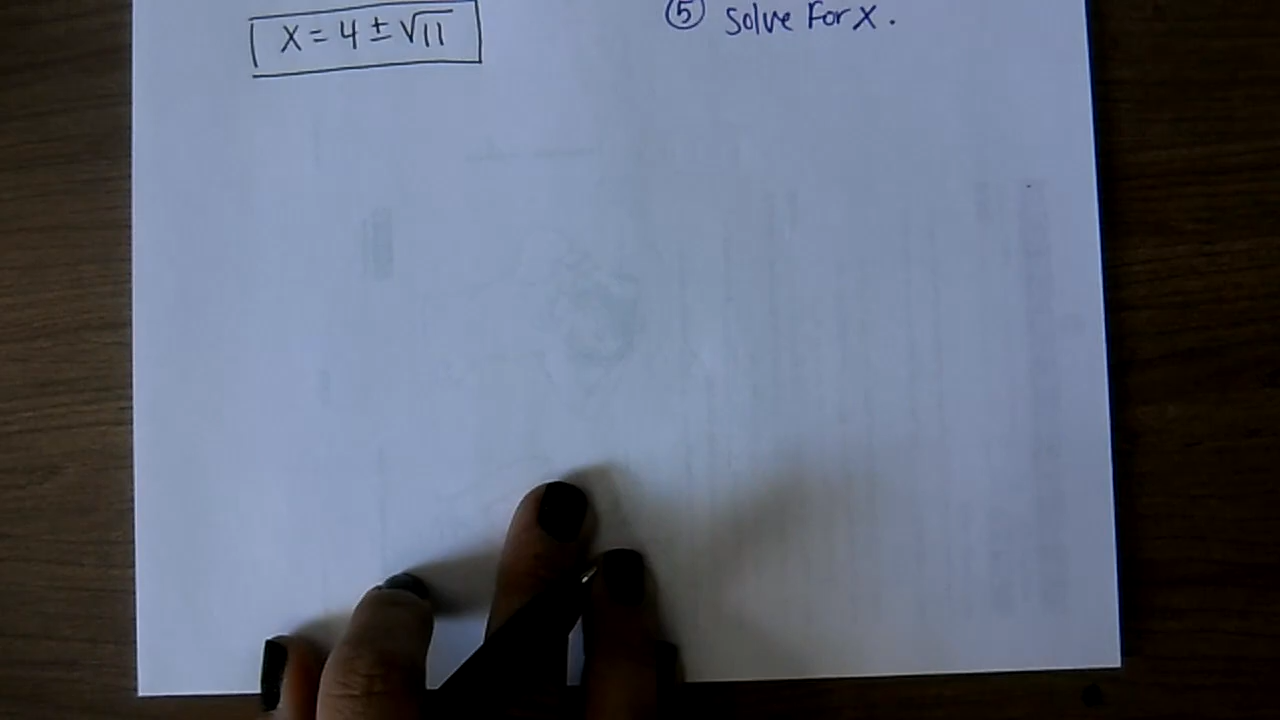 x = 4 ± √11
⑤ Solve For x.